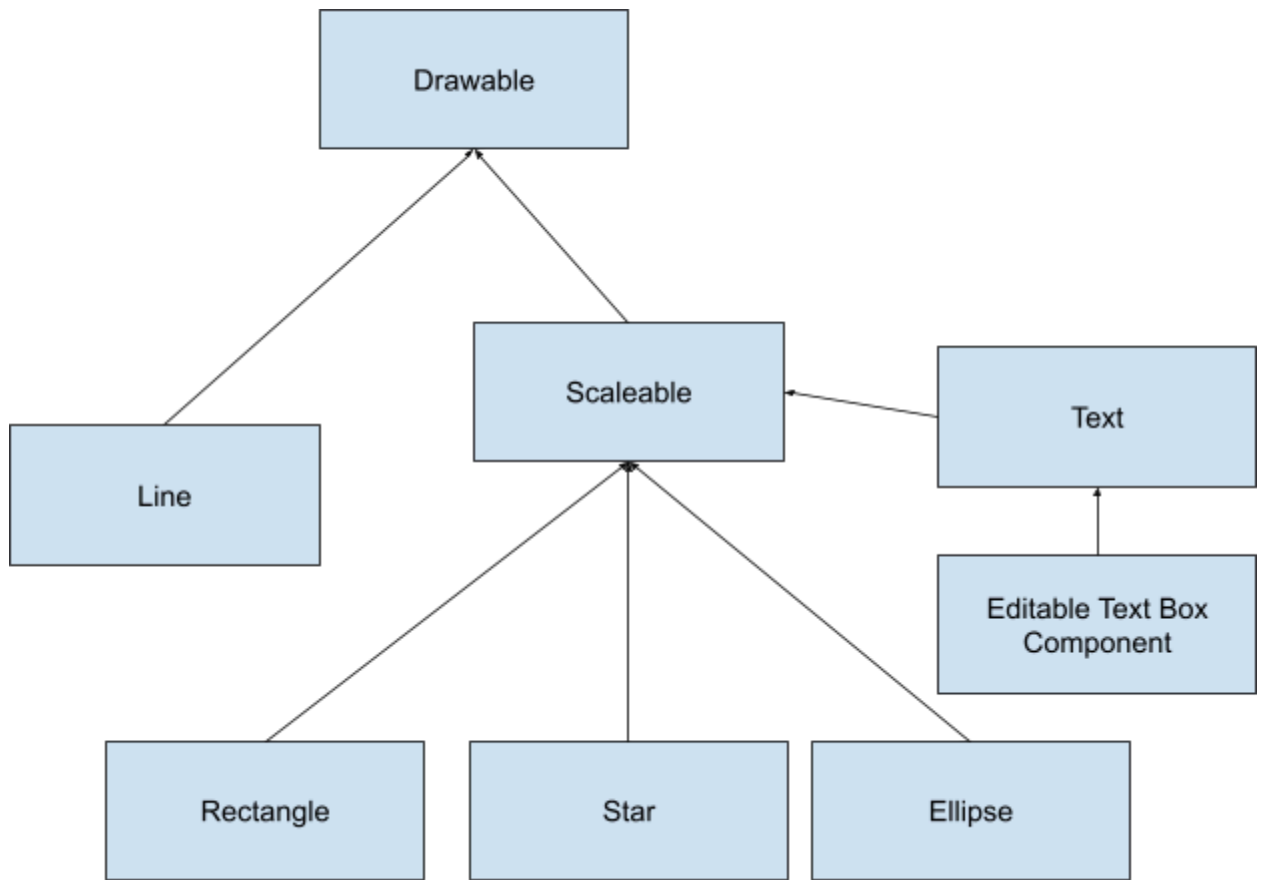 Drawable
Scaleable
Text
Line
Editable Text Box
Component
Rectangle
Star
Ellipse